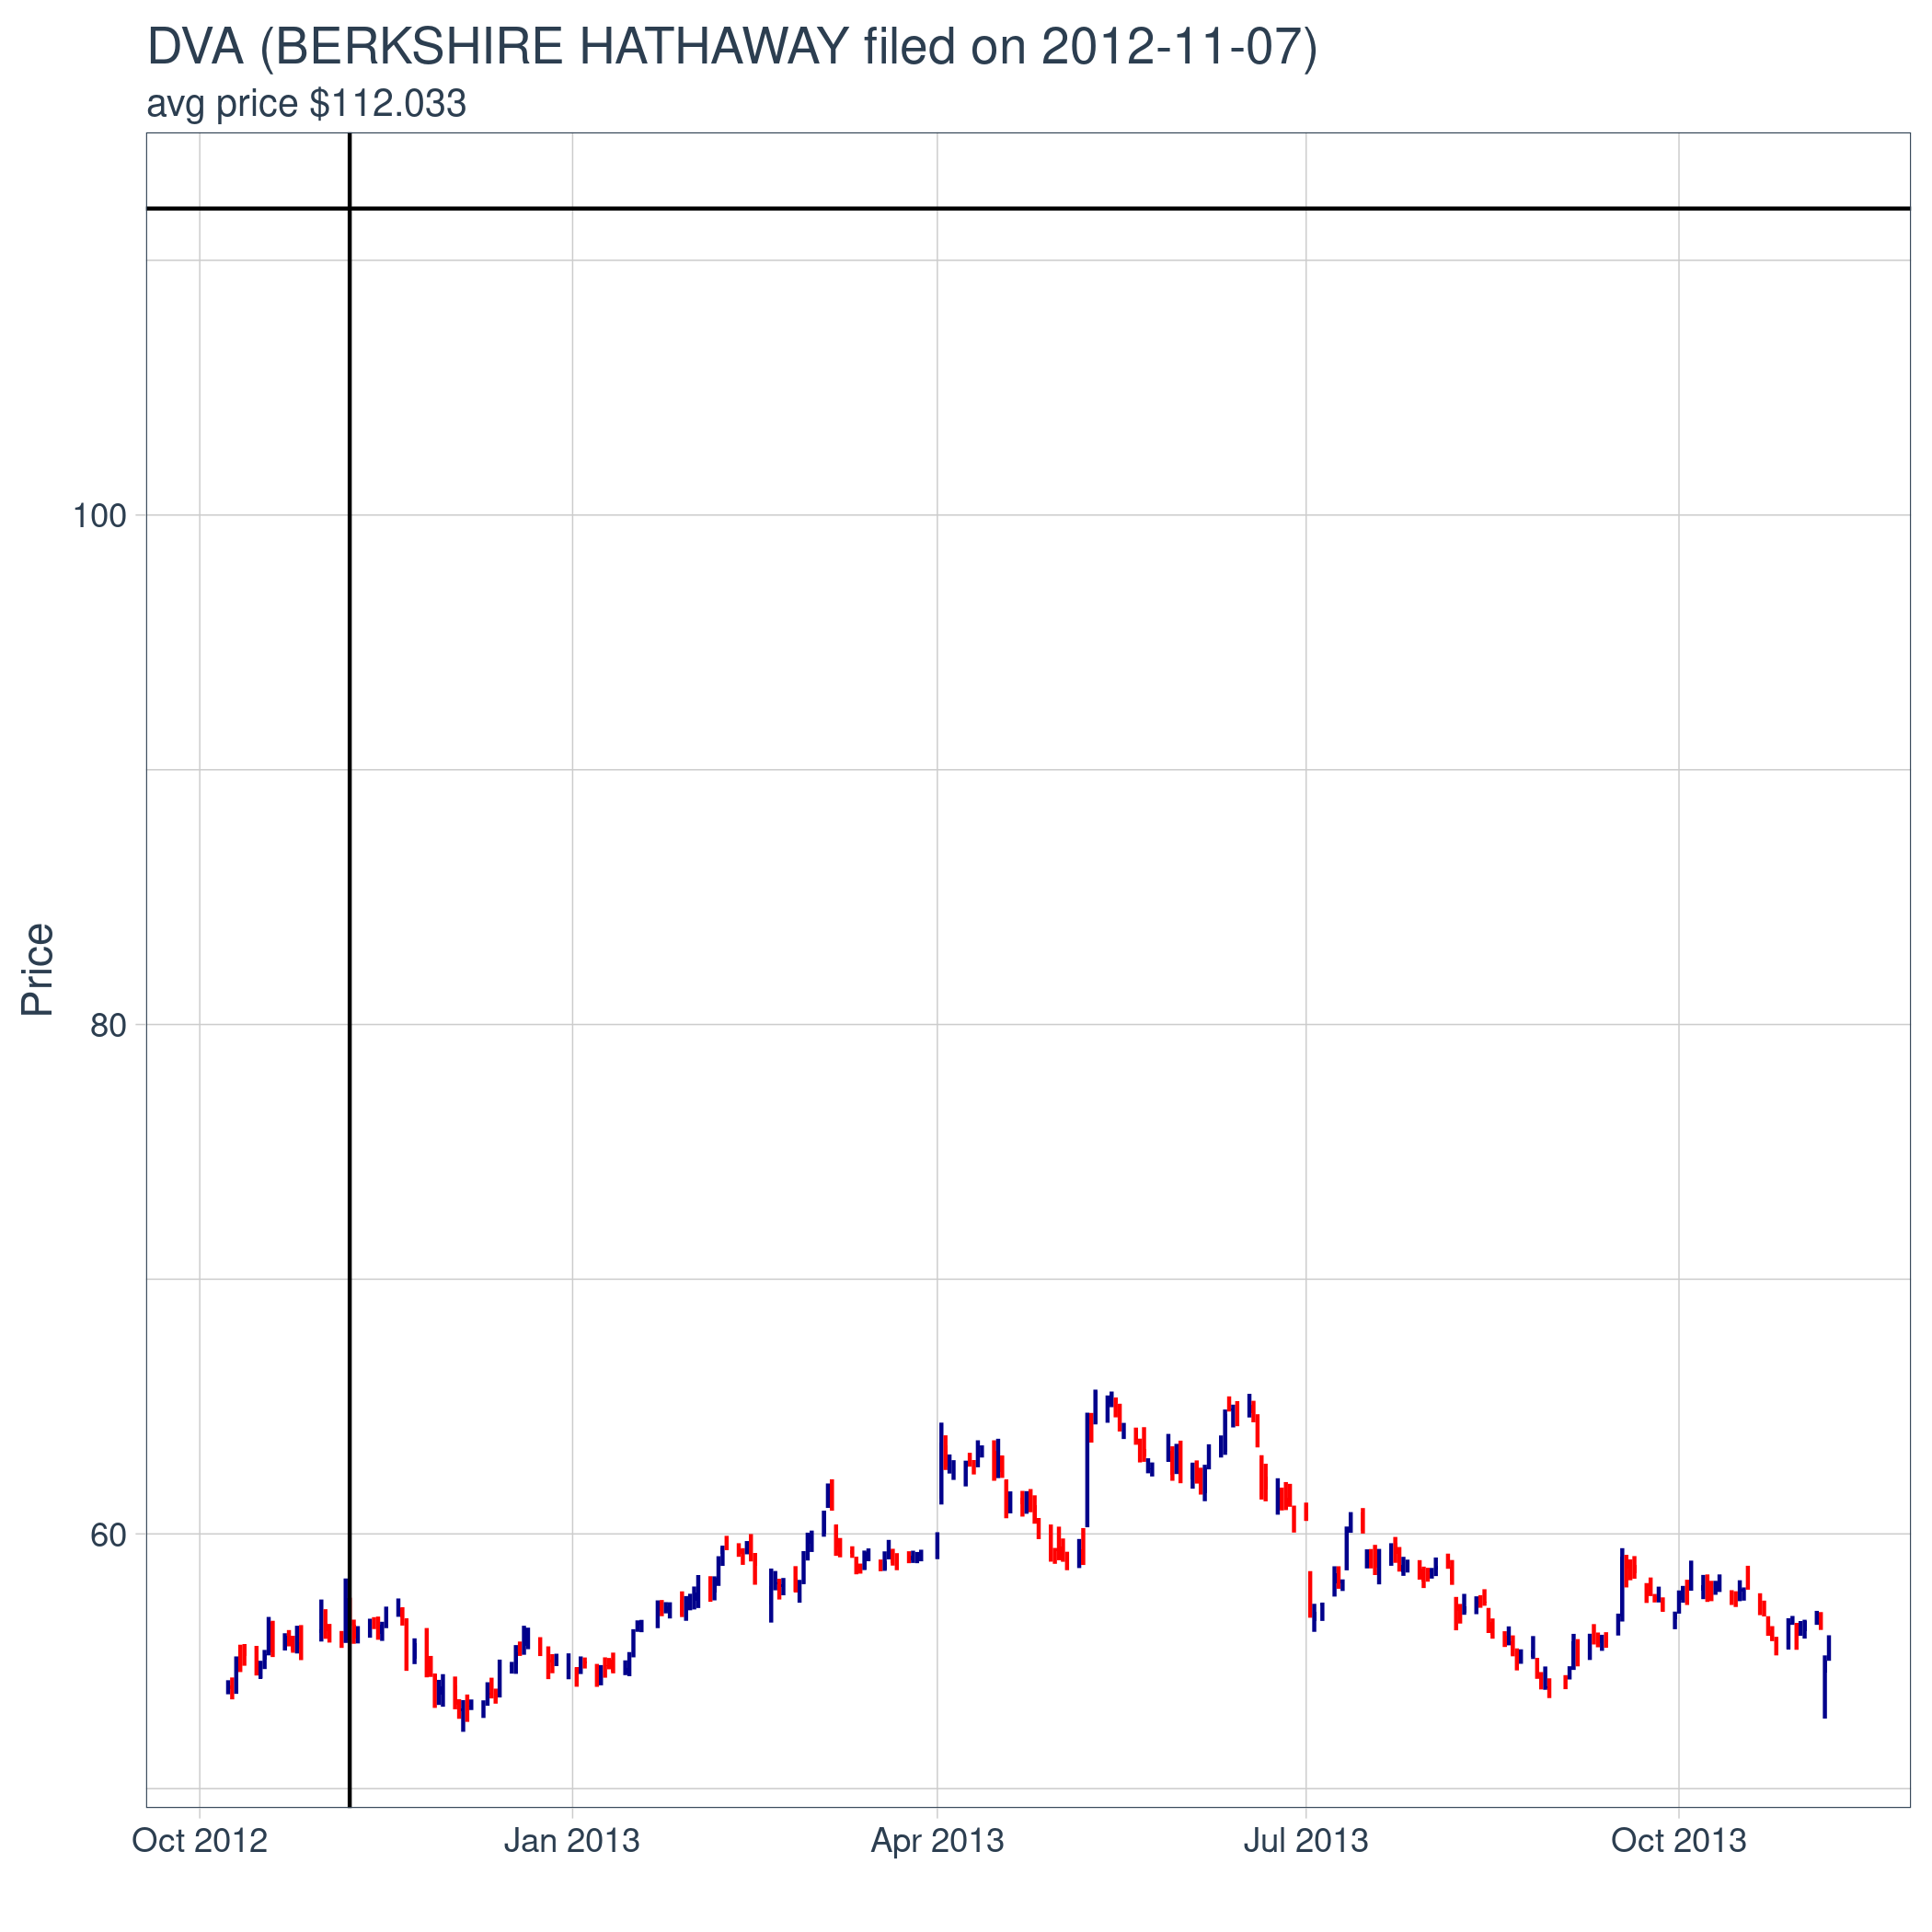 DVA (BERKSHIRE HATHAWAY filed on 2012-11-07)
avg price $112.033
100
80
60
Price
Oct 2012
Jan 2013
Apr 2013
Jul 2013
Oct 2013